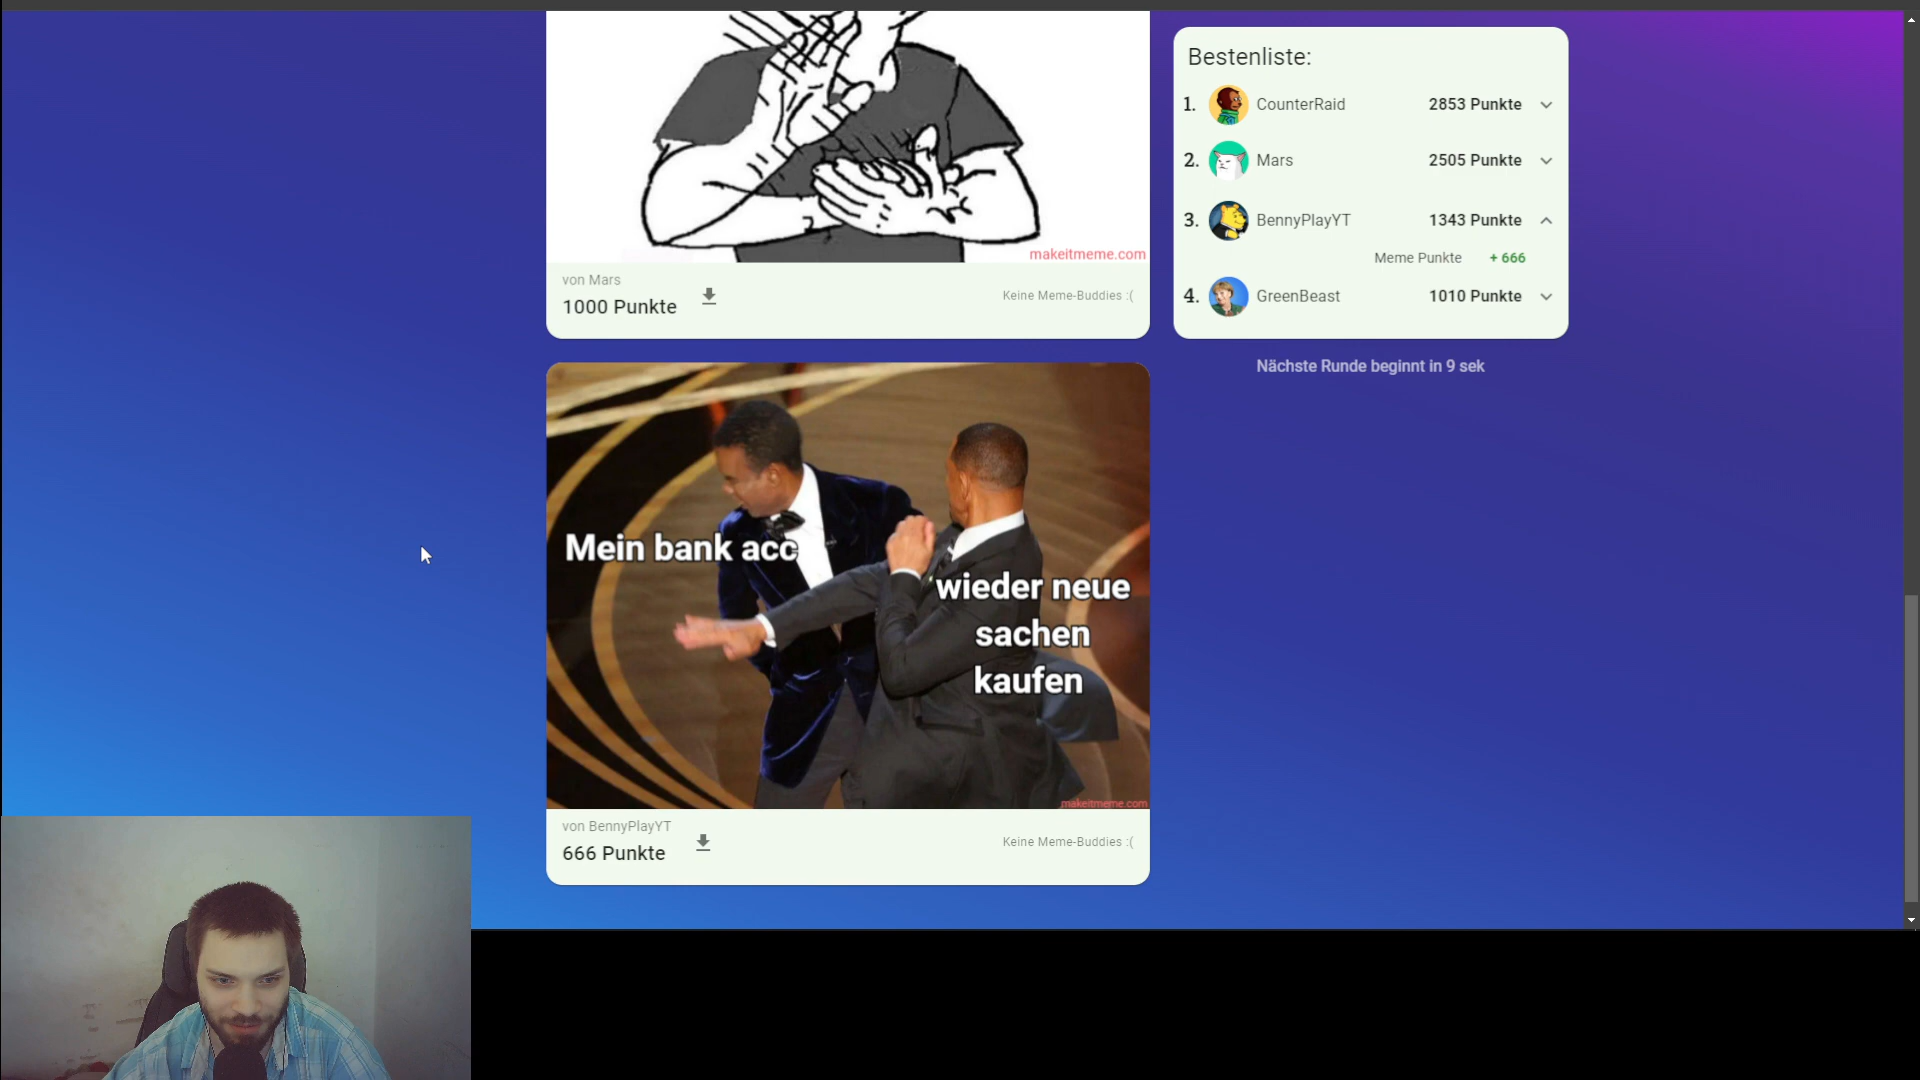 makeitmeme.com
von Mars
1000 Punkte
Keine Meme-Buddies :(
Mein bank acc
wieder neue
sachen
kaufen
makeitmeme.com
von BennyPlayYT
666 Punkte
Keine Meme-Buddies :(
Bestenliste:
1. CounterRaid 2853 Punkte
2. Mars 2505 Punkte
3. BennyPlayYT 1343 Punkte
Meme Punkte + 666
4. GreenBeast 1010 Punkte
Nächste Runde beginnt in 9 sek